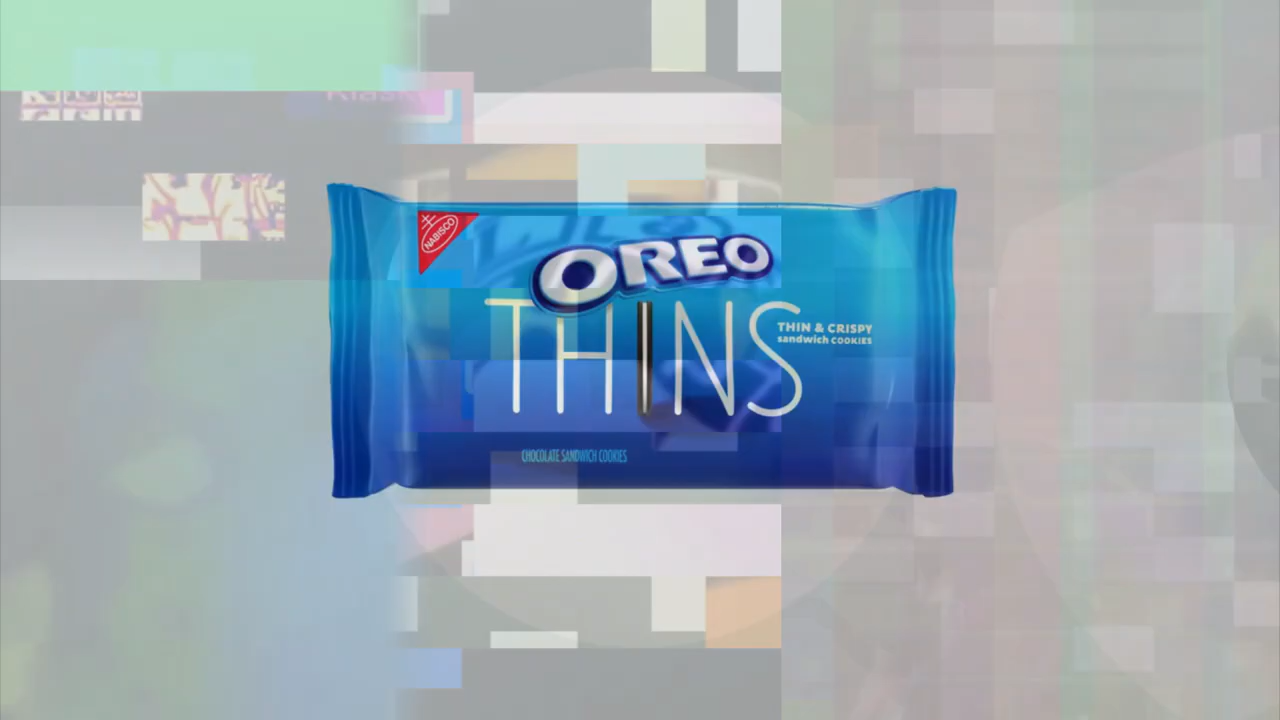 NABISCO
OREO
THINS
THIN & CRISPY
sandwich COOKIES
CHOCOLATE SANDWICH COOKIES